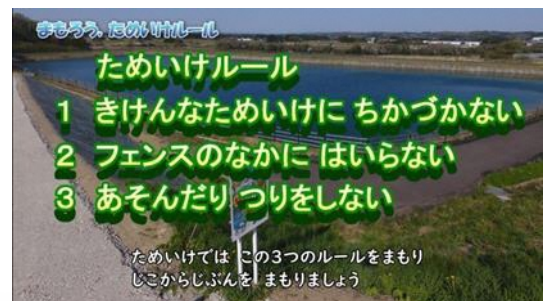 まもろう、ためいけルール
ためいけルール
1 きけんなためいけに ちかづかない
2 フェンスのなかに はいらない
3 あそんだり つりをしない
ためいけでは この3つのルールをまもり
じこからじぶんを まもりましょう